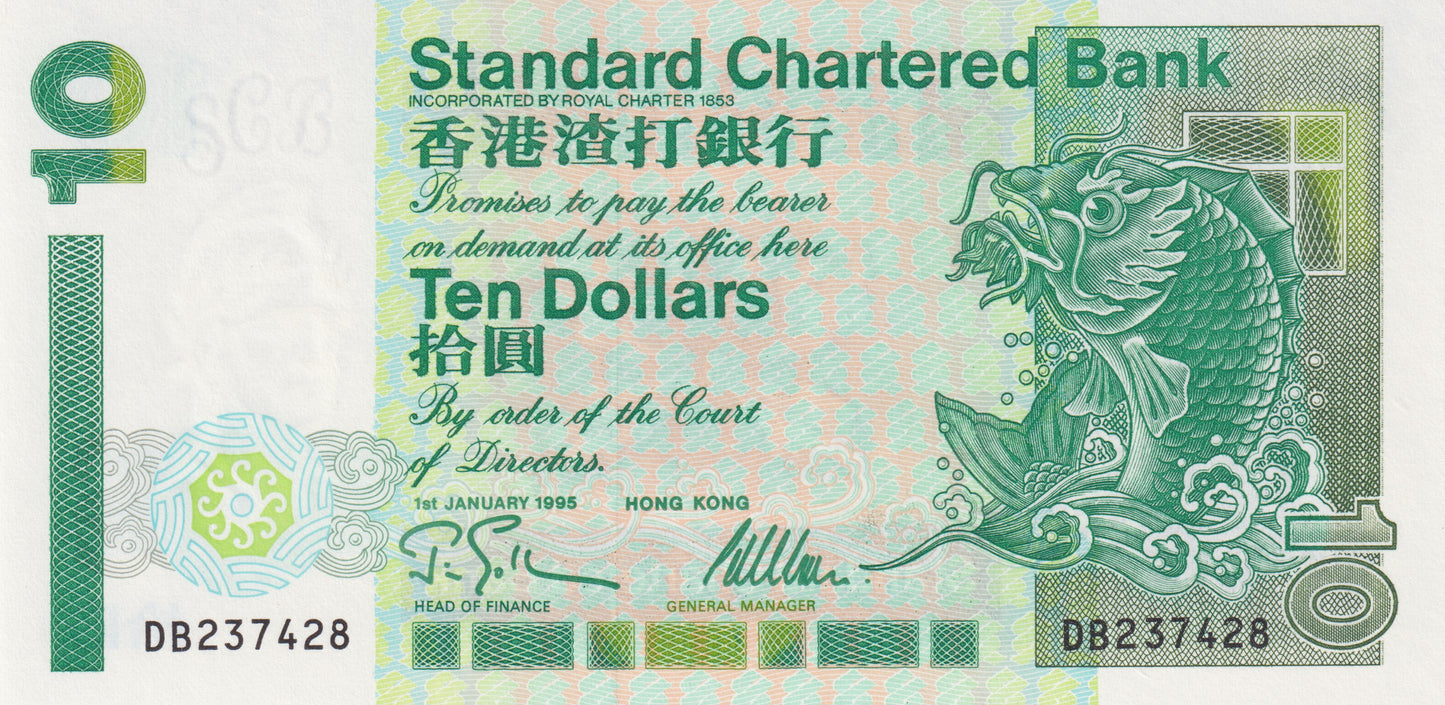 10
Standard Chartered Bank
INCORPORATED BY ROYAL CHARTER 1853
香港渣打銀行
Promises to pay the bearer
on demand at its office here
Ten Dollars
拾圓
By order of the Court
of Directors.
1st JANUARY 1995 HONG KONG
HEAD OF FINANCE GENERAL MANAGER
DB237428 DB237428
10